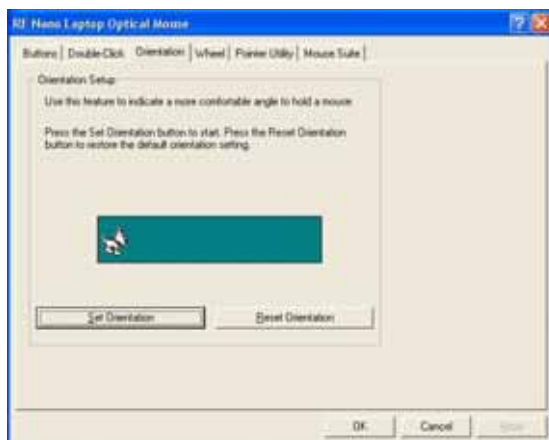 RF Nano Laptop Optical Mouse
Buttons Double-Click Orientation Wheel Pointer Utility Mouse Suite
Orientation Setup
Use this feature to indicate a more comfortable angle to hold a mouse
Press the Set Orientation button to start. Press the Reset Orientation
button to restore the default orientation setting.
Set Orientation Reset Orientation
OK Cancel